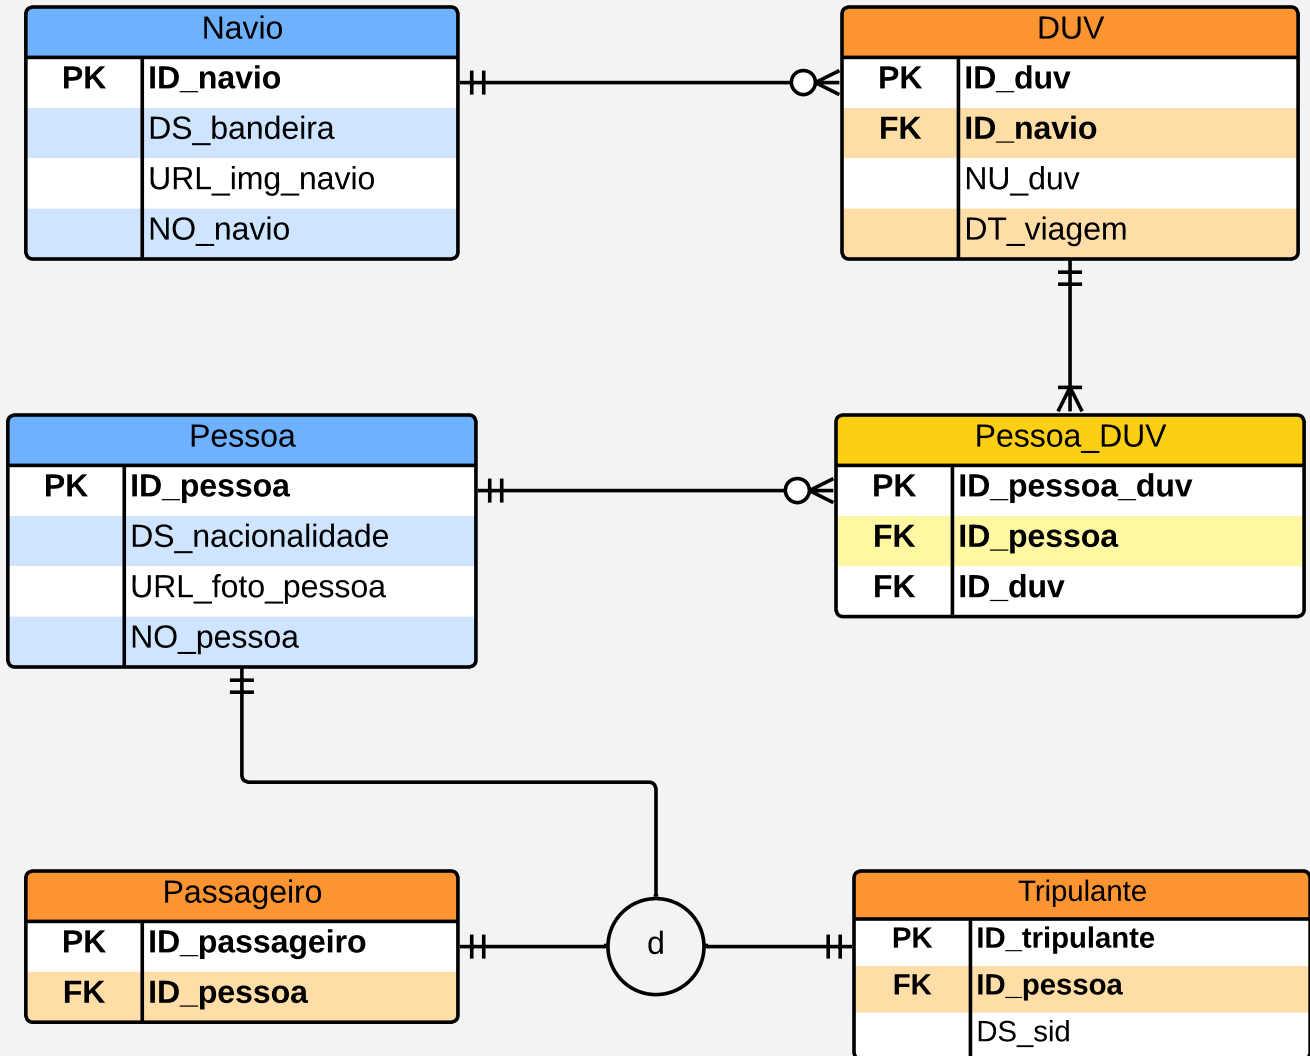 Navio
PK ID_navio
DS_bandeira
URL_img_navio
NO_navio
DUV
PK ID_duv
FK ID_navio
NU_duv
DT_viagem
Pessoa
PK ID_pessoa
DS_nacionalidade
URL_foto_pessoa
NO_pessoa
Pessoa_DUV
PK ID_pessoa_duv
FK ID_pessoa
FK ID_duv
Passageiro
PK ID_passageiro
FK ID_pessoa
d
Tripulante
PK ID_tripulante
FK ID_pessoa
DS_sid